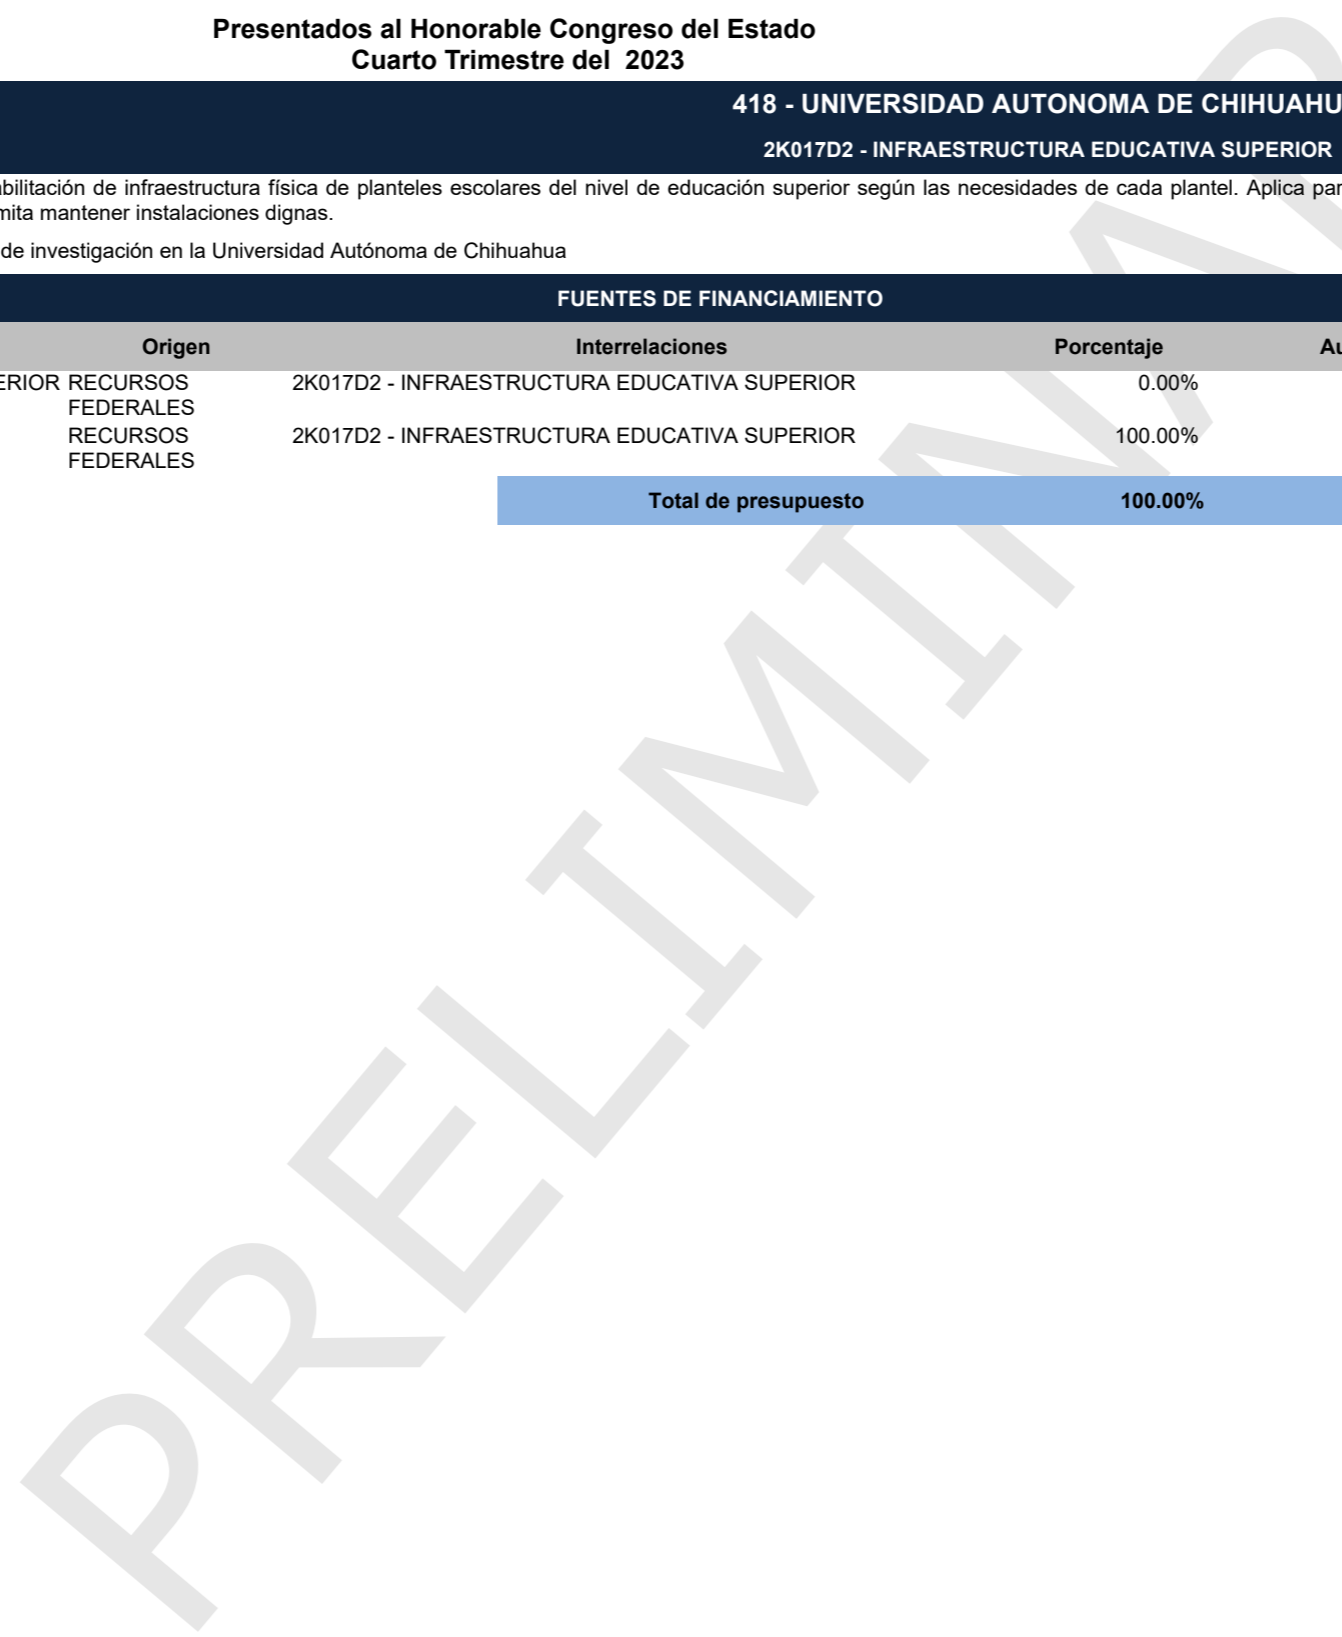 Presentados al Honorable Congreso del Estado
Cuarto Trimestre del 2023
418 - UNIVERSIDAD AUTONOMA DE CHIHUAHU
2K017D2 - INFRAESTRUCTURA EDUCATIVA SUPERIOR
bilitación de infraestructura física de planteles escolares del nivel de educación superior según las necesidades de cada plantel. Aplica par
mita mantener instalaciones dignas.
de investigación en la Universidad Autónoma de Chihuahua
FUENTES DE FINANCIAMIENTO
Origen Interrelaciones Porcentaje Au
ERIOR RECURSOS FEDERALES 2K017D2 - INFRAESTRUCTURA EDUCATIVA SUPERIOR 0.00%
RECURSOS FEDERALES 2K017D2 - INFRAESTRUCTURA EDUCATIVA SUPERIOR 100.00%
Total de presupuesto 100.00%
PRELIMINAR